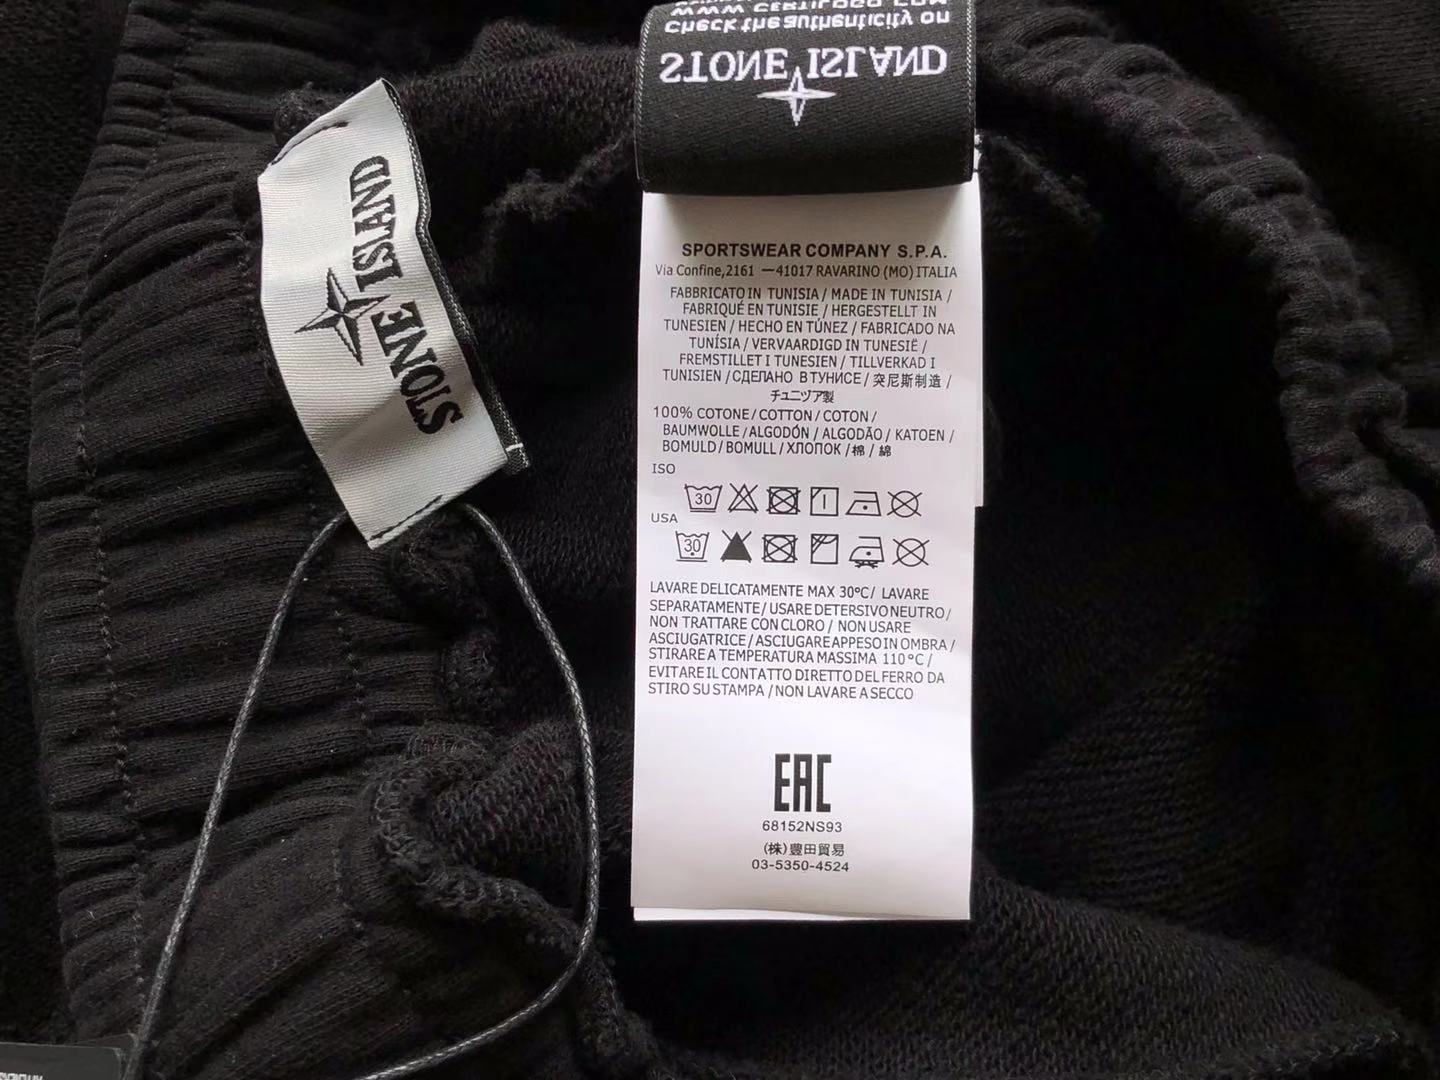 Check the authenticity on
STONE ISLAND
STONE ISLAND
SPORTSWEAR COMPANY S.P.A.
Via Confine,2161 —41017 RAVARINO (MO) ITALIA
FABBRICATO IN TUNISIA / MADE IN TUNISIA /
FABRIQUÉ EN TUNISIE / HERGESTELLT IN
TUNESIEN / HECHO EN TÚNEZ / FABRICADO NA
TUNÍSIA / VERVAARDIGD IN TUNESIË /
FREMSTILLET I TUNESIEN / TILLVERKAD I
TUNISIEN / СДЕЛАНО В ТУНИСЕ / 突尼斯制造 /
チュニジア製
100% COTONE / COTTON / COTON /
BAUMWOLLE / ALGODÓN / ALGODÃO / KATOEN /
BOMULD / BOMULL / ХЛОПОК / 棉 / 綿
ISO
30
USA
30
LAVARE DELICATAMENTE MAX 30°C/ LAVARE
SEPARATAMENTE / USARE DETERSIVO NEUTRO /
NON TRATTARE CON CLORO / NON USARE
ASCIUGATRICE / ASCIUGARE APPESO IN OMBRA /
STIRARE A TEMPERATURA MASSIMA 110°C /
EVITARE IL CONTATTO DIRETTO DEL FERRO DA
STIRO SU STAMPA / NON LAVARE A SECCO
EAC
68152NS93
(株)豊田貿易
03-5350-4524